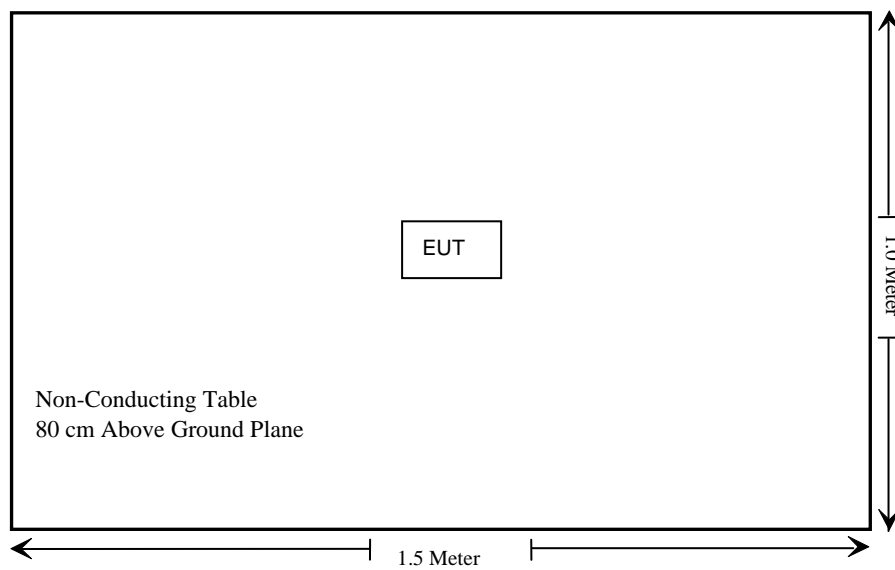 EUT
1.0 Meter
Non-Conducting Table
80 cm Above Ground Plane
1.5 Meter